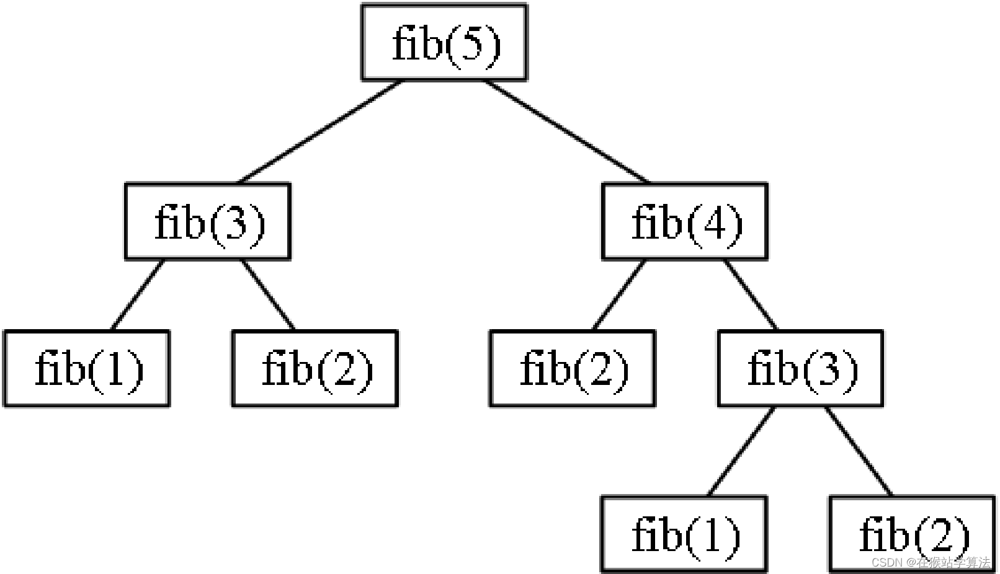 fib(5)
fib(3)
fib(4)
fib(1)
fib(2)
fib(2)
fib(3)
fib(1)
fib(2)
CSDN @在猴站学算法